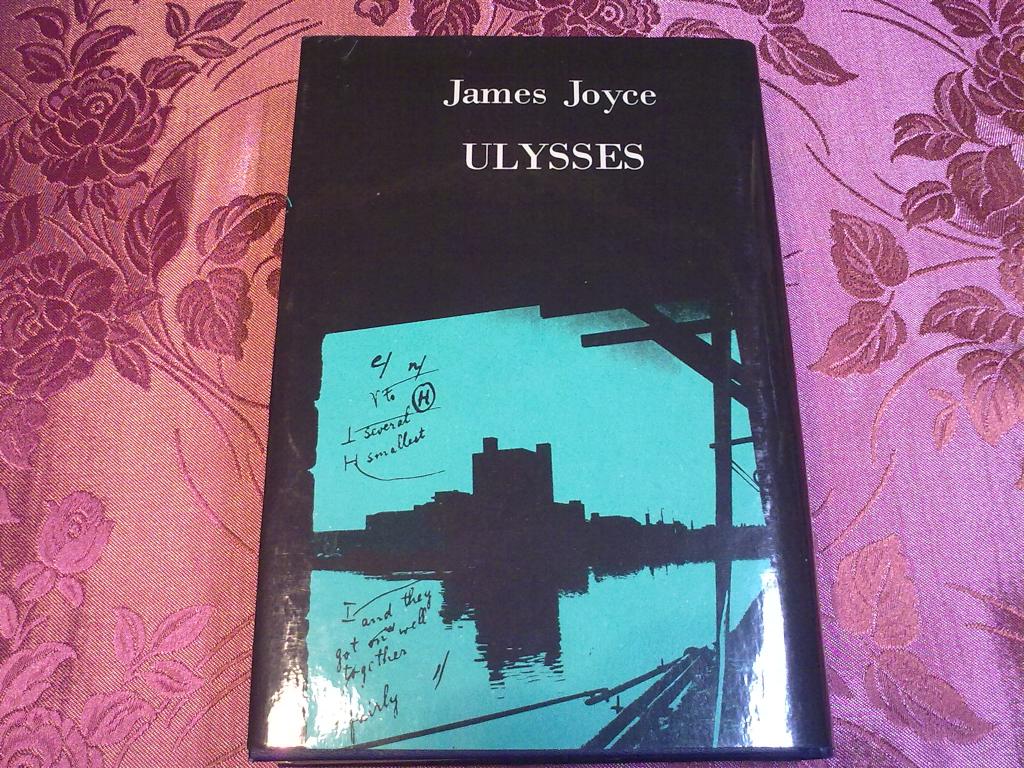 James Joyce
ULYSSES
e/ n/
(H)
I several
H smallest
I and they
got on well
together
fairly